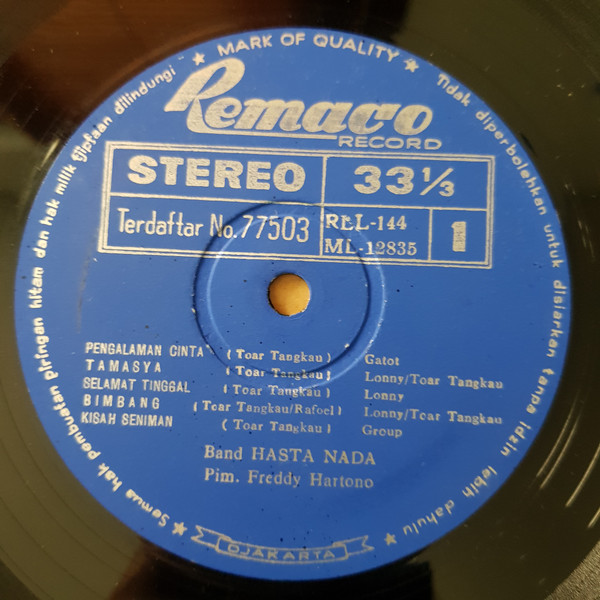 ★ MARK OF QUALITY ★
Remaco
RECORD
STEREO
33 1/3
Terdaftar No. 77503
RLL-144
ML-12835
1
PENGALAMAN CINTA (Toar Tangkau) Gatot
TAMASYA (Toar Tangkau) Lonny/Toar Tangkau
SELAMAT TINGGAL (Toar Tangkau) Lonny
BIMBANG (Toar Tangkau/Rafoel) Lonny/Toar Tangkau
KISAH SENIMAN (Toar Tangkau) Group
Band HASTA NADA
Pim. Freddy Hartono
★ Semua hak pembuatan piringan hitam dan hak milik tjiptaan dilindungi
Tidak diperbolehkan untuk disiarkan tanpa idzin lebih dahulu ★
DJAKARTA